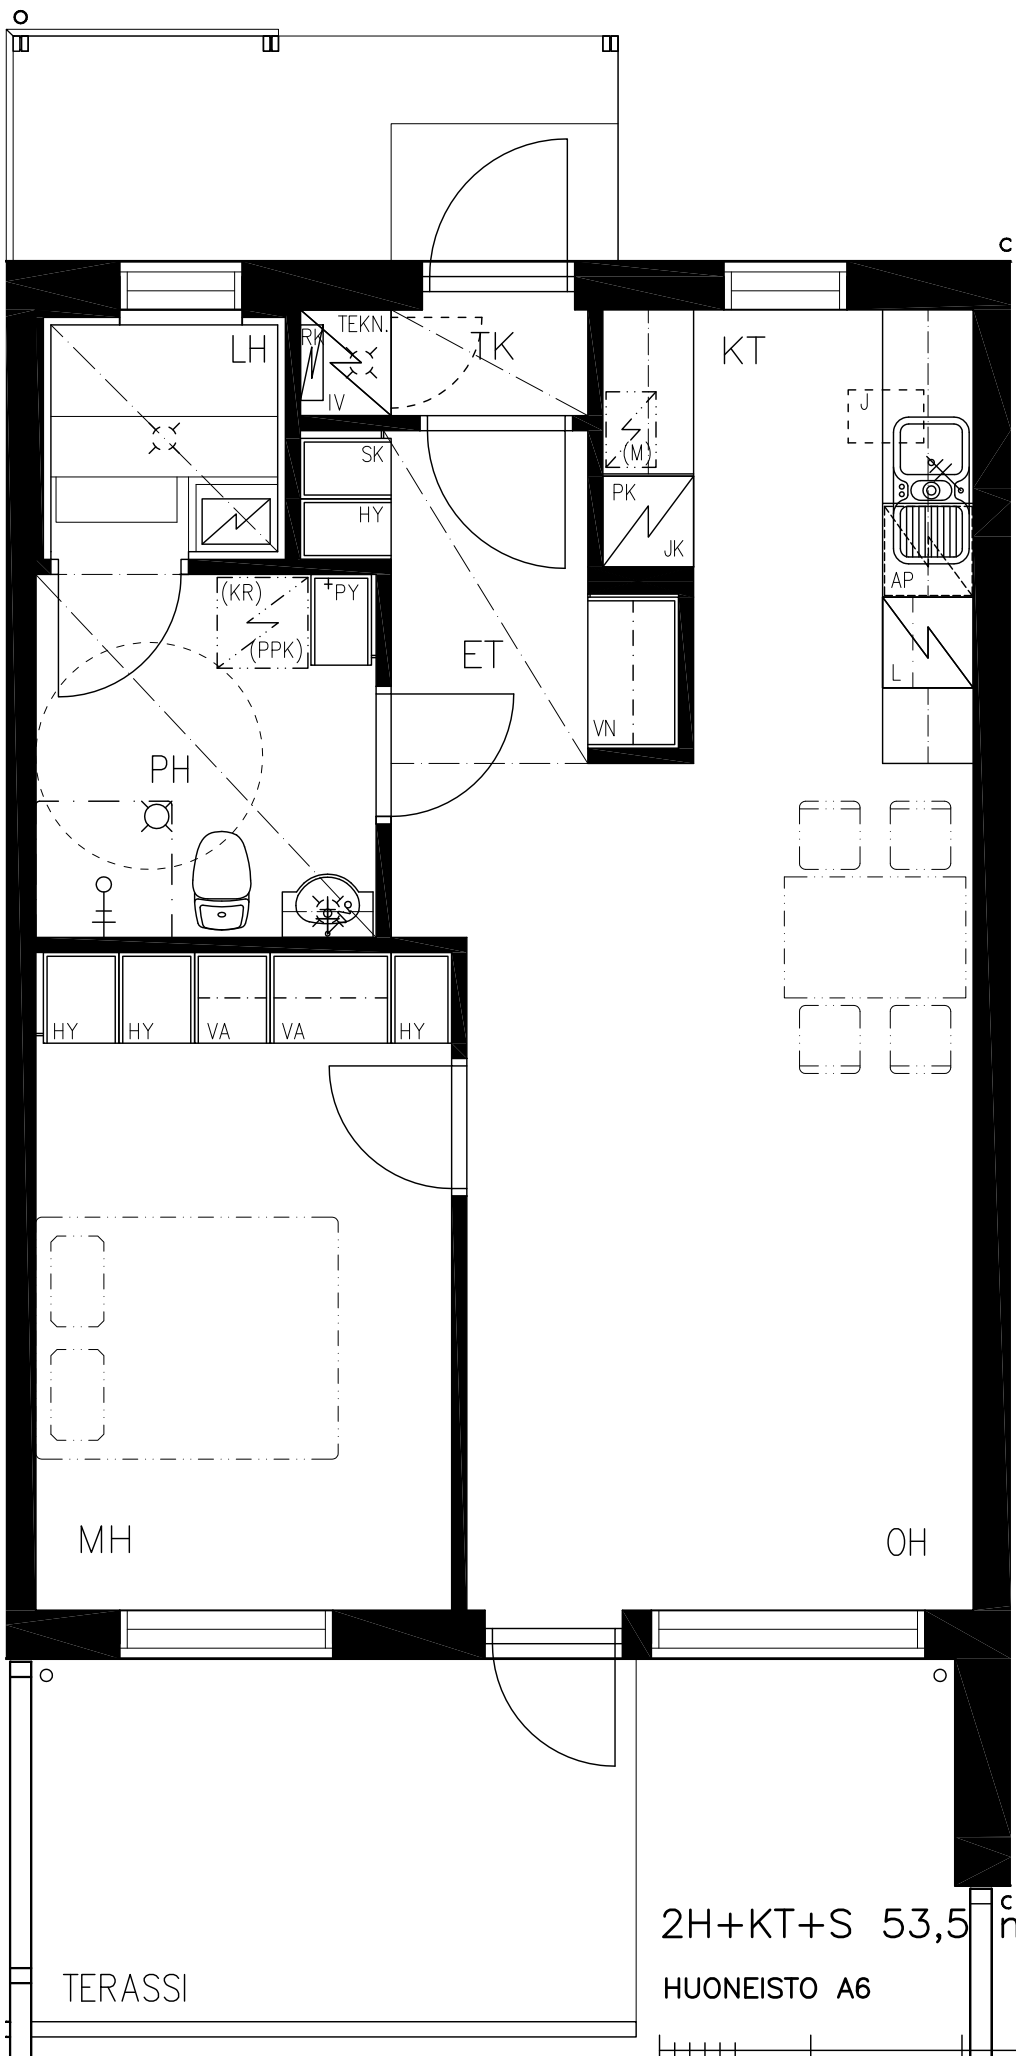 LH
RK
TEKN.
IV
TK
KT
J
SK
HY
(M)
PK
JK
AP
(KR)
(PPK)
PY
ET
L
VN
PH
HY
HY
VA
VA
HY
MH
OH
2H+KT+S 53,5
HUONEISTO A6
TERASSI